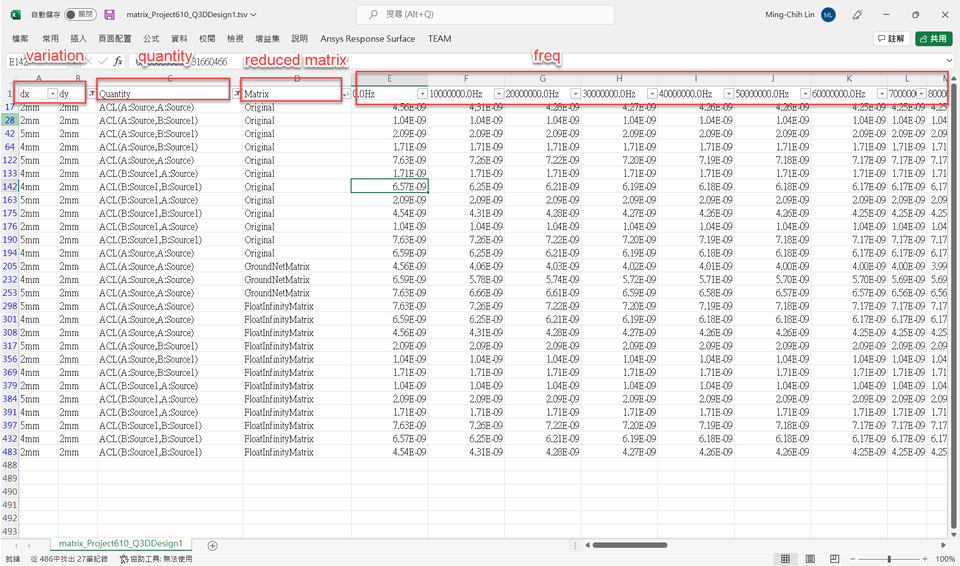 自動儲存 關閉 matrix_Project610_Q3DDesign1.tsv 搜尋 (Alt+Q) Ming-Chih Lin ML
檔案 常用 插入 頁面配置 公式 資料 校閱 檢視 增益集 說明 Ansys Response Surface TEAM 註解 共用
variation quantity reduced matrix freq
E142 fx 81660466
A B C D E F G H I J K L M
1 dx dy Quantity Matrix 0.0Hz 10000000.0Hz 20000000.0Hz 30000000.0Hz 40000000.0Hz 50000000.0Hz 60000000.0Hz 700000 80000
17 2mm 2mm ACL(A:Source,A:Source) Original 4.56E-09 4.31E-09 4.28E-09 4.27E-09 4.26E-09 4.26E-09 4.25E-09 4.25E-09 4.25
28 2mm 2mm ACL(A:Source,B:Source1) Original 1.04E-09 1.04E-09 1.04E-09 1.04E-09 1.04E-09 1.04E-09 1.04E-09 1.04E-09 1.04
42 5mm 2mm ACL(A:Source,B:Source1) Original 2.09E-09 2.09E-09 2.09E-09 2.09E-09 2.09E-09 2.09E-09 2.09E-09 2.09E-09 2.09
64 4mm 2mm ACL(A:Source,B:Source1) Original 1.71E-09 1.71E-09 1.71E-09 1.71E-09 1.71E-09 1.71E-09 1.71E-09 1.71E-09 1.71
122 5mm 2mm ACL(A:Source,A:Source) Original 7.63E-09 7.26E-09 7.22E-09 7.20E-09 7.19E-09 7.18E-09 7.17E-09 7.17E-09 7.17
133 4mm 2mm ACL(B:Source1,A:Source) Original 1.71E-09 1.71E-09 1.71E-09 1.71E-09 1.71E-09 1.71E-09 1.71E-09 1.71E-09 1.71
142 4mm 2mm ACL(B:Source1,B:Source1) Original 6.57E-09 6.25E-09 6.21E-09 6.19E-09 6.18E-09 6.18E-09 6.17E-09 6.17E-09 6.17
163 5mm 2mm ACL(B:Source1,A:Source) Original 2.09E-09 2.09E-09 2.09E-09 2.09E-09 2.09E-09 2.09E-09 2.09E-09 2.09E-09 2.09
175 2mm 2mm ACL(B:Source1,B:Source1) Original 4.54E-09 4.31E-09 4.28E-09 4.27E-09 4.26E-09 4.26E-09 4.25E-09 4.25E-09 4.25
176 2mm 2mm ACL(B:Source1,A:Source) Original 1.04E-09 1.04E-09 1.04E-09 1.04E-09 1.04E-09 1.04E-09 1.04E-09 1.04E-09 1.04
190 5mm 2mm ACL(B:Source1,B:Source1) Original 7.63E-09 7.26E-09 7.22E-09 7.20E-09 7.19E-09 7.18E-09 7.17E-09 7.17E-09 7.17
194 4mm 2mm ACL(A:Source,A:Source) Original 6.59E-09 6.25E-09 6.21E-09 6.19E-09 6.18E-09 6.18E-09 6.17E-09 6.17E-09 6.17
205 2mm 2mm ACL(A:Source,A:Source) GroundNetMatrix 4.56E-09 4.06E-09 4.03E-09 4.02E-09 4.01E-09 4.00E-09 4.00E-09 4.00E-09 3.99
232 4mm 2mm ACL(A:Source,A:Source) GroundNetMatrix 6.59E-09 5.78E-09 5.74E-09 5.72E-09 5.71E-09 5.70E-09 5.70E-09 5.69E-09 5.69
253 5mm 2mm ACL(A:Source,A:Source) GroundNetMatrix 7.63E-09 6.66E-09 6.61E-09 6.59E-09 6.58E-09 6.57E-09 6.57E-09 6.56E-09 6.56
298 5mm 2mm ACL(A:Source,A:Source) FloatInfinityMatrix 7.63E-09 7.26E-09 7.22E-09 7.20E-09 7.19E-09 7.18E-09 7.17E-09 7.17E-09 7.17
301 4mm 2mm ACL(A:Source,A:Source) FloatInfinityMatrix 6.59E-09 6.25E-09 6.21E-09 6.19E-09 6.18E-09 6.18E-09 6.17E-09 6.17E-09 6.17
308 2mm 2mm ACL(A:Source,A:Source) FloatInfinityMatrix 4.56E-09 4.31E-09 4.28E-09 4.27E-09 4.26E-09 4.26E-09 4.25E-09 4.25E-09 4.25
317 5mm 2mm ACL(A:Source,B:Source1) FloatInfinityMatrix 2.09E-09 2.09E-09 2.09E-09 2.09E-09 2.09E-09 2.09E-09 2.09E-09 2.09E-09 2.09
356 2mm 2mm ACL(A:Source,B:Source1) FloatInfinityMatrix 1.04E-09 1.04E-09 1.04E-09 1.04E-09 1.04E-09 1.04E-09 1.04E-09 1.04E-09 1.04
369 4mm 2mm ACL(A:Source,B:Source1) FloatInfinityMatrix 1.71E-09 1.71E-09 1.71E-09 1.71E-09 1.71E-09 1.71E-09 1.71E-09 1.71E-09 1.71
379 2mm 2mm ACL(B:Source1,A:Source) FloatInfinityMatrix 1.04E-09 1.04E-09 1.04E-09 1.04E-09 1.04E-09 1.04E-09 1.04E-09 1.04E-09 1.04
384 5mm 2mm ACL(B:Source1,A:Source) FloatInfinityMatrix 2.09E-09 2.09E-09 2.09E-09 2.09E-09 2.09E-09 2.09E-09 2.09E-09 2.09E-09 2.09
391 4mm 2mm ACL(B:Source1,A:Source) FloatInfinityMatrix 1.71E-09 1.71E-09 1.71E-09 1.71E-09 1.71E-09 1.71E-09 1.71E-09 1.71E-09 1.71
397 5mm 2mm ACL(B:Source1,B:Source1) FloatInfinityMatrix 7.63E-09 7.26E-09 7.22E-09 7.20E-09 7.19E-09 7.18E-09 7.17E-09 7.17E-09 7.17
432 4mm 2mm ACL(B:Source1,B:Source1) FloatInfinityMatrix 6.57E-09 6.25E-09 6.21E-09 6.19E-09 6.18E-09 6.18E-09 6.17E-09 6.17E-09 6.17
483 2mm 2mm ACL(B:Source1,B:Source1) FloatInfinityMatrix 4.54E-09 4.31E-09 4.28E-09 4.27E-09 4.26E-09 4.26E-09 4.25E-09 4.25E-09 4.25
488
489
490
491
492
493
matrix_Project610_Q3DDesign1
就緒 從 486中找出 27筆記錄 協助工具: 無法使用 100%